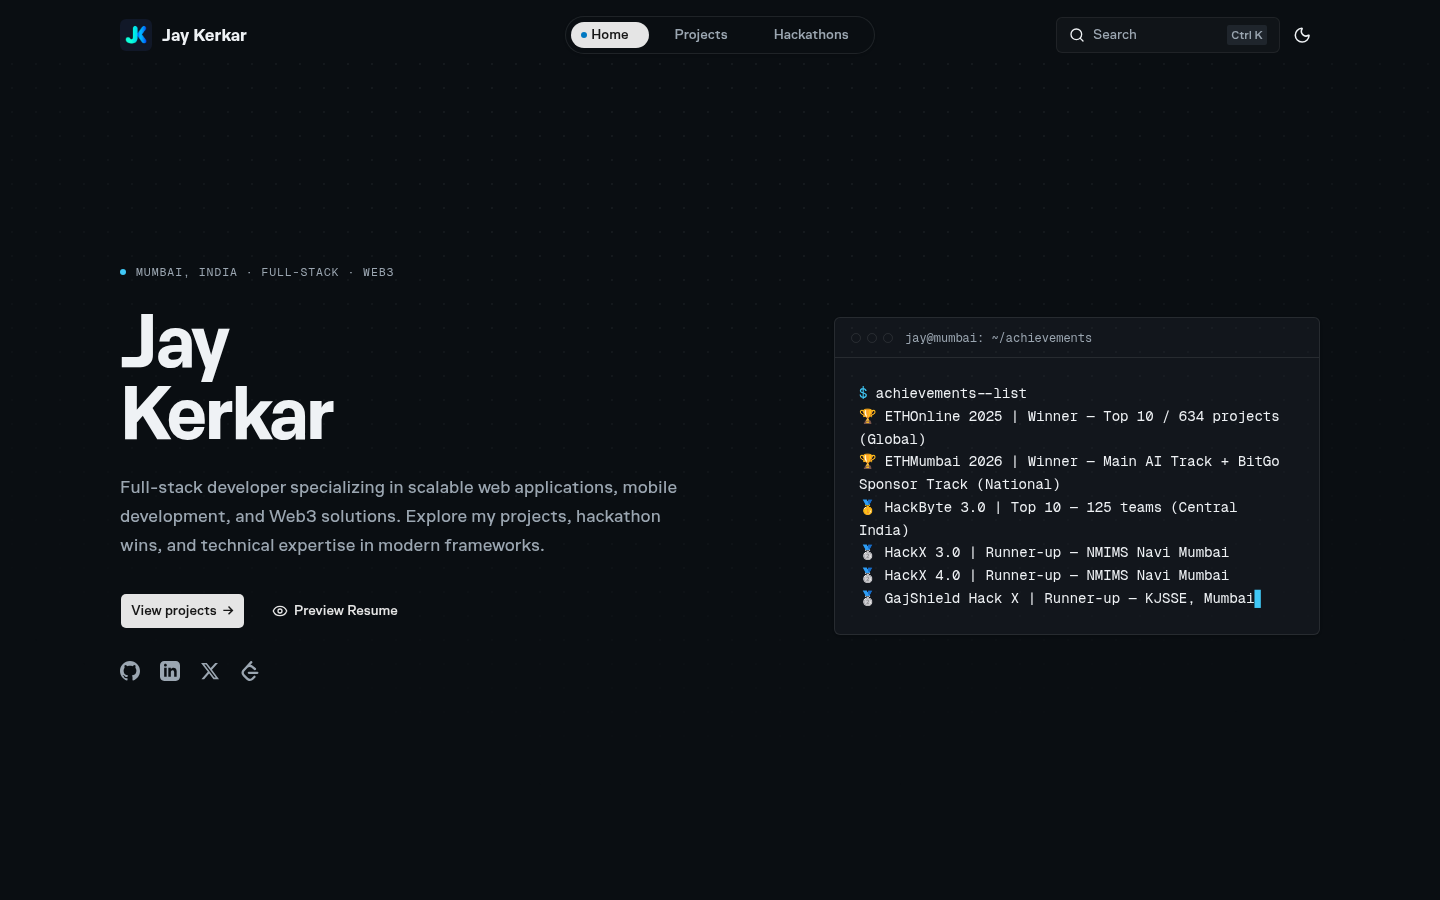 JK Jay Kerkar
Home
Projects
Hackathons
Search
Ctrl K
MUMBAI, INDIA · FULL-STACK · WEB3
Jay
Kerkar
Full-stack developer specializing in scalable web applications, mobile
development, and Web3 solutions. Explore my projects, hackathon
wins, and technical expertise in modern frameworks.
View projects →
Preview Resume
jay@mumbai: ~/achievements
$ achievements--list
🏆 ETHOnline 2025 | Winner — Top 10 / 634 projects
(Global)
🏆 ETHMumbai 2026 | Winner — Main AI Track + BitGo
Sponsor Track (National)
🥇 HackByte 3.0 | Top 10 — 125 teams (Central
India)
🥈 HackX 3.0 | Runner-up — NMIMS Navi Mumbai
🥈 HackX 4.0 | Runner-up — NMIMS Navi Mumbai
🥈 GajShield Hack X | Runner-up — KJSSE, Mumbai